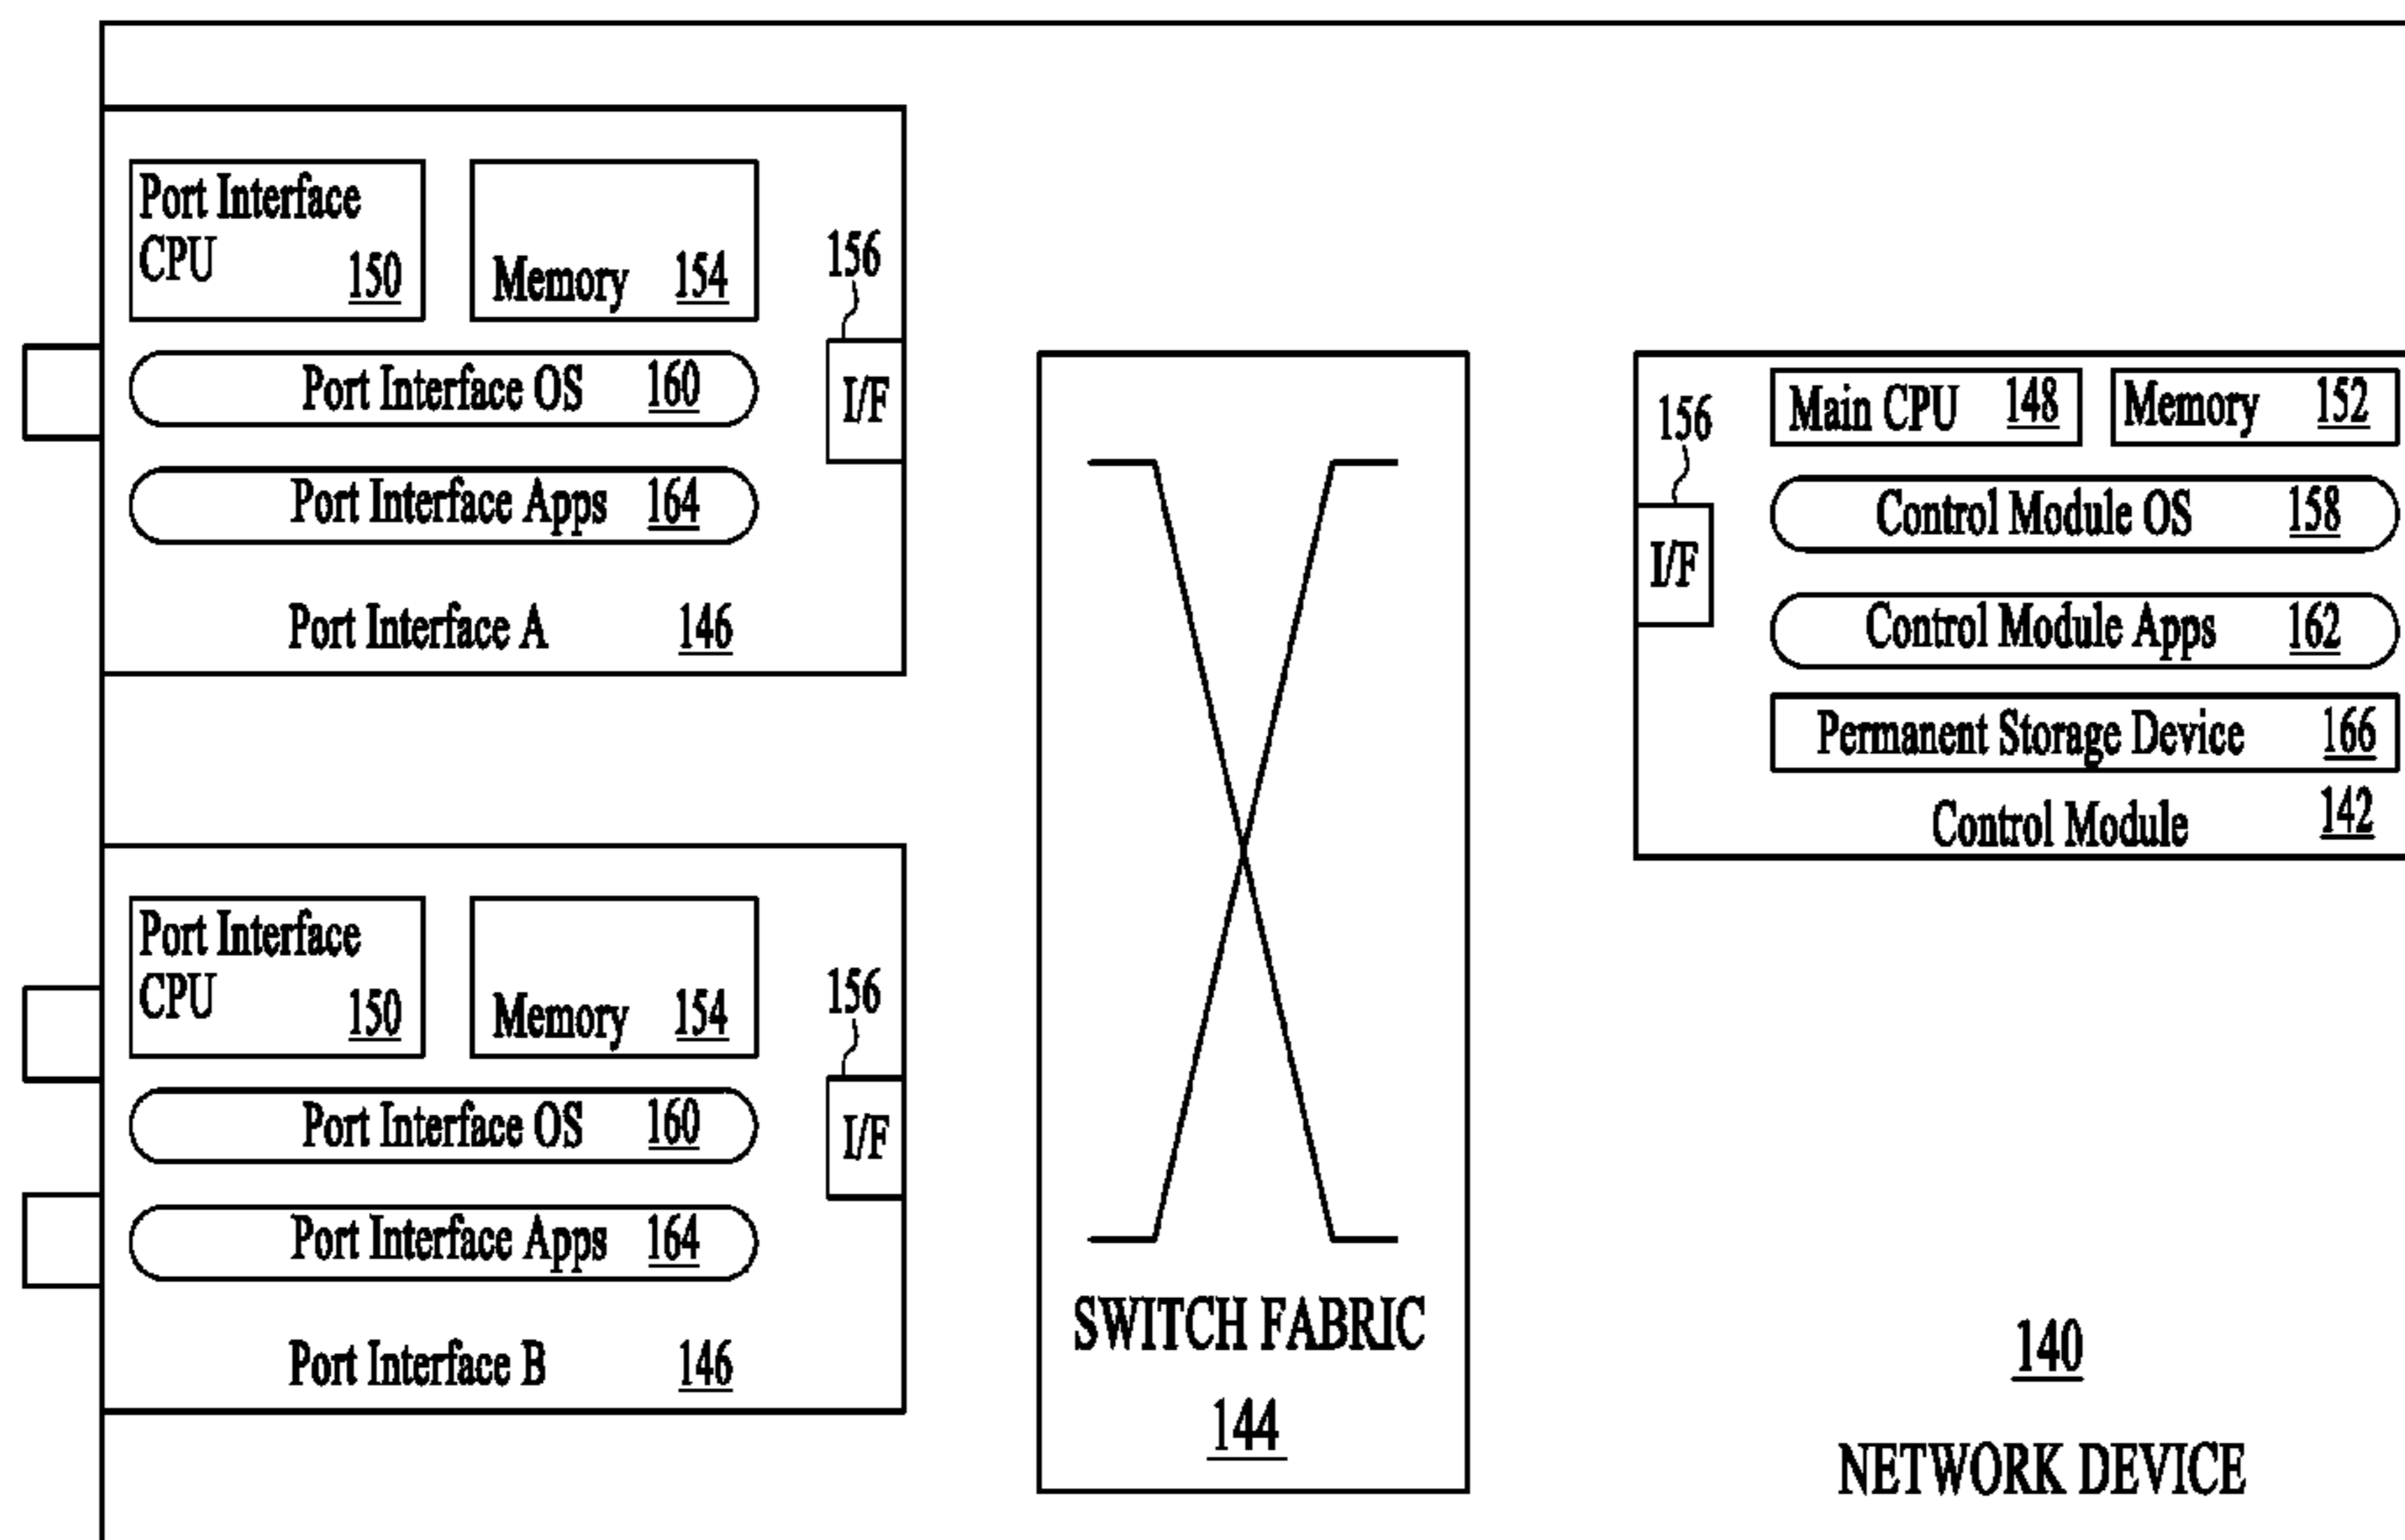 Port Interface
CPU 150
Memory 154
156
I/F
Port Interface OS 160
Port Interface Apps 164
Port Interface A 146
Port Interface
CPU 150
Memory 154
156
I/F
Port Interface OS 160
Port Interface Apps 164
Port Interface B 146
SWITCH FABRIC
144
156
I/F
Main CPU 148
Memory 152
Control Module OS 158
Control Module Apps 162
Permanent Storage Device 166
Control Module 142
140
NETWORK DEVICE